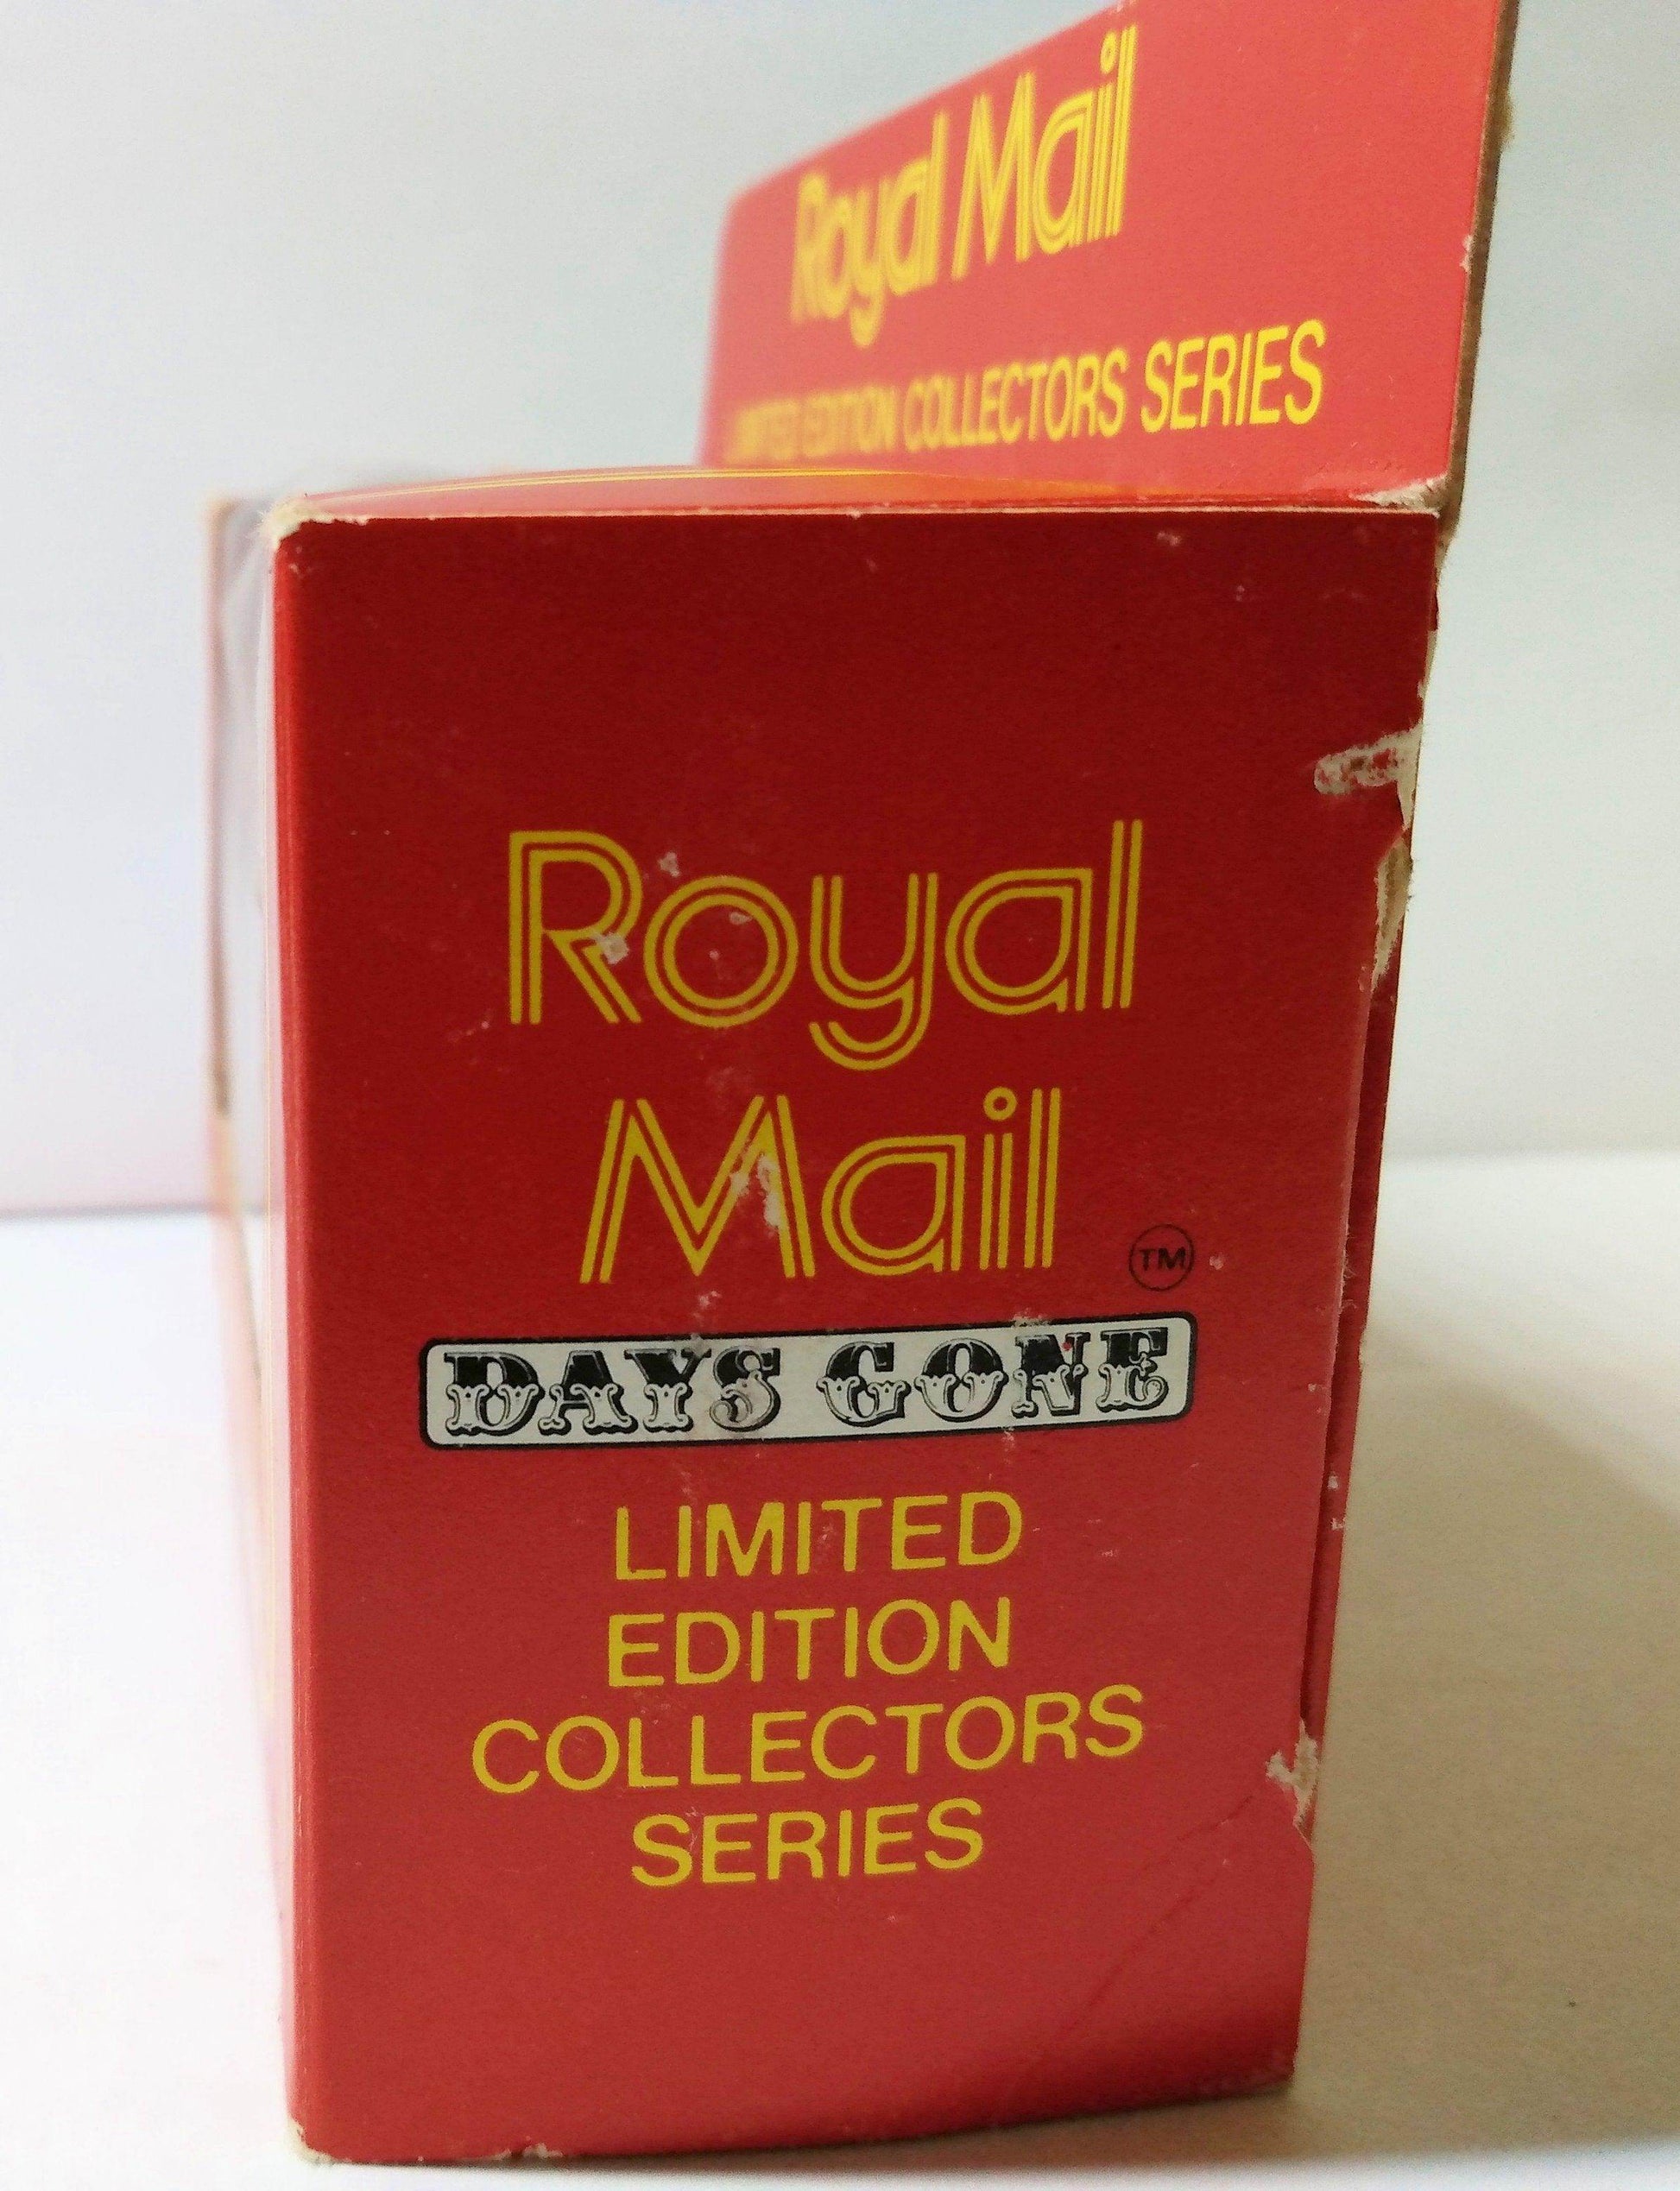 Royal Mail
LIMITED EDITION COLLECTORS SERIES
Royal
Mail
TM
DAYS GONE
LIMITED
EDITION
COLLECTORS
SERIES